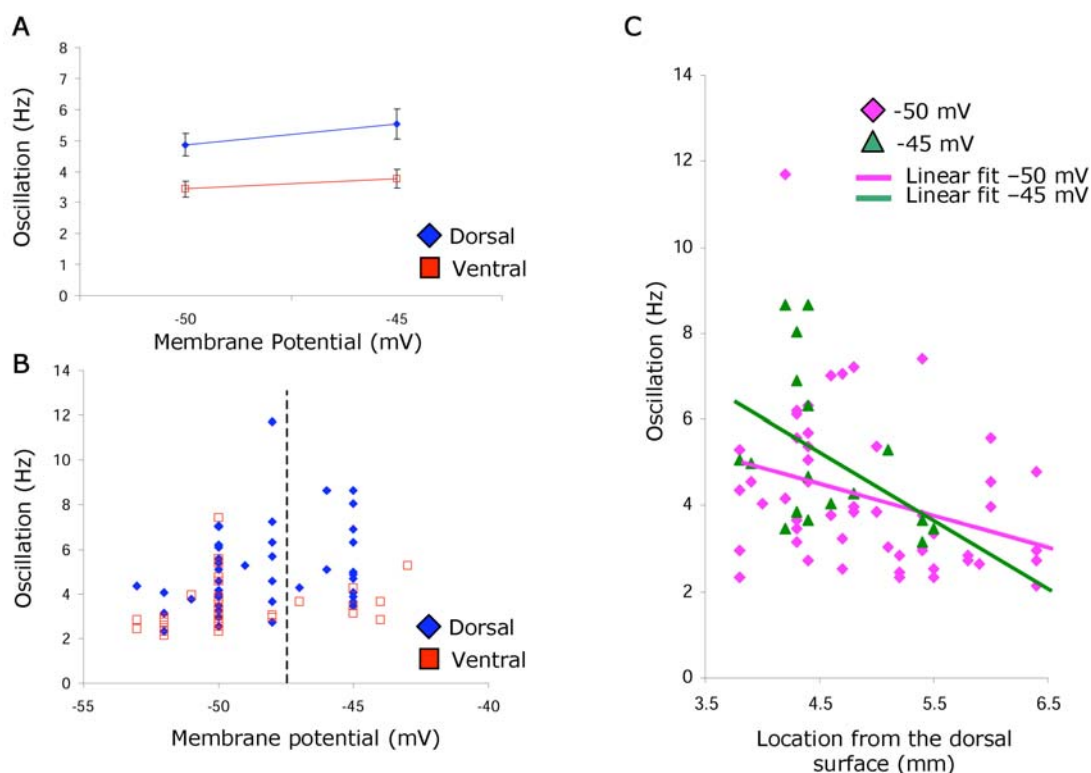 A
8
7
6
5
4
3
2
1
0
Oscillation (Hz)
-50
-45
Membrane Potential (mV)
Dorsal
Ventral
B
14
12
10
8
6
4
2
0
Oscillation (Hz)
-55
-50
-45
-40
Membrane potential (mV)
Dorsal
Ventral
C
14
12
10
8
6
4
2
0
Oscillation (Hz)
-50 mV
-45 mV
Linear fit –50 mV
Linear fit –45 mV
3.5
4.5
5.5
6.5
Location from the dorsal
surface (mm)